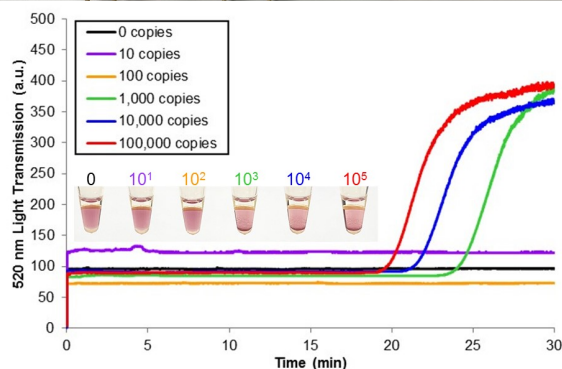 500
450
400
350
300
250
200
150
100
50
0
520 nm Light Transmission (a.u.)
0 copies
10 copies
100 copies
1,000 copies
10,000 copies
100,000 copies
0 10¹ 10² 10³ 10⁴ 10⁵
0 5 10 15 20 25 30
Time (min)